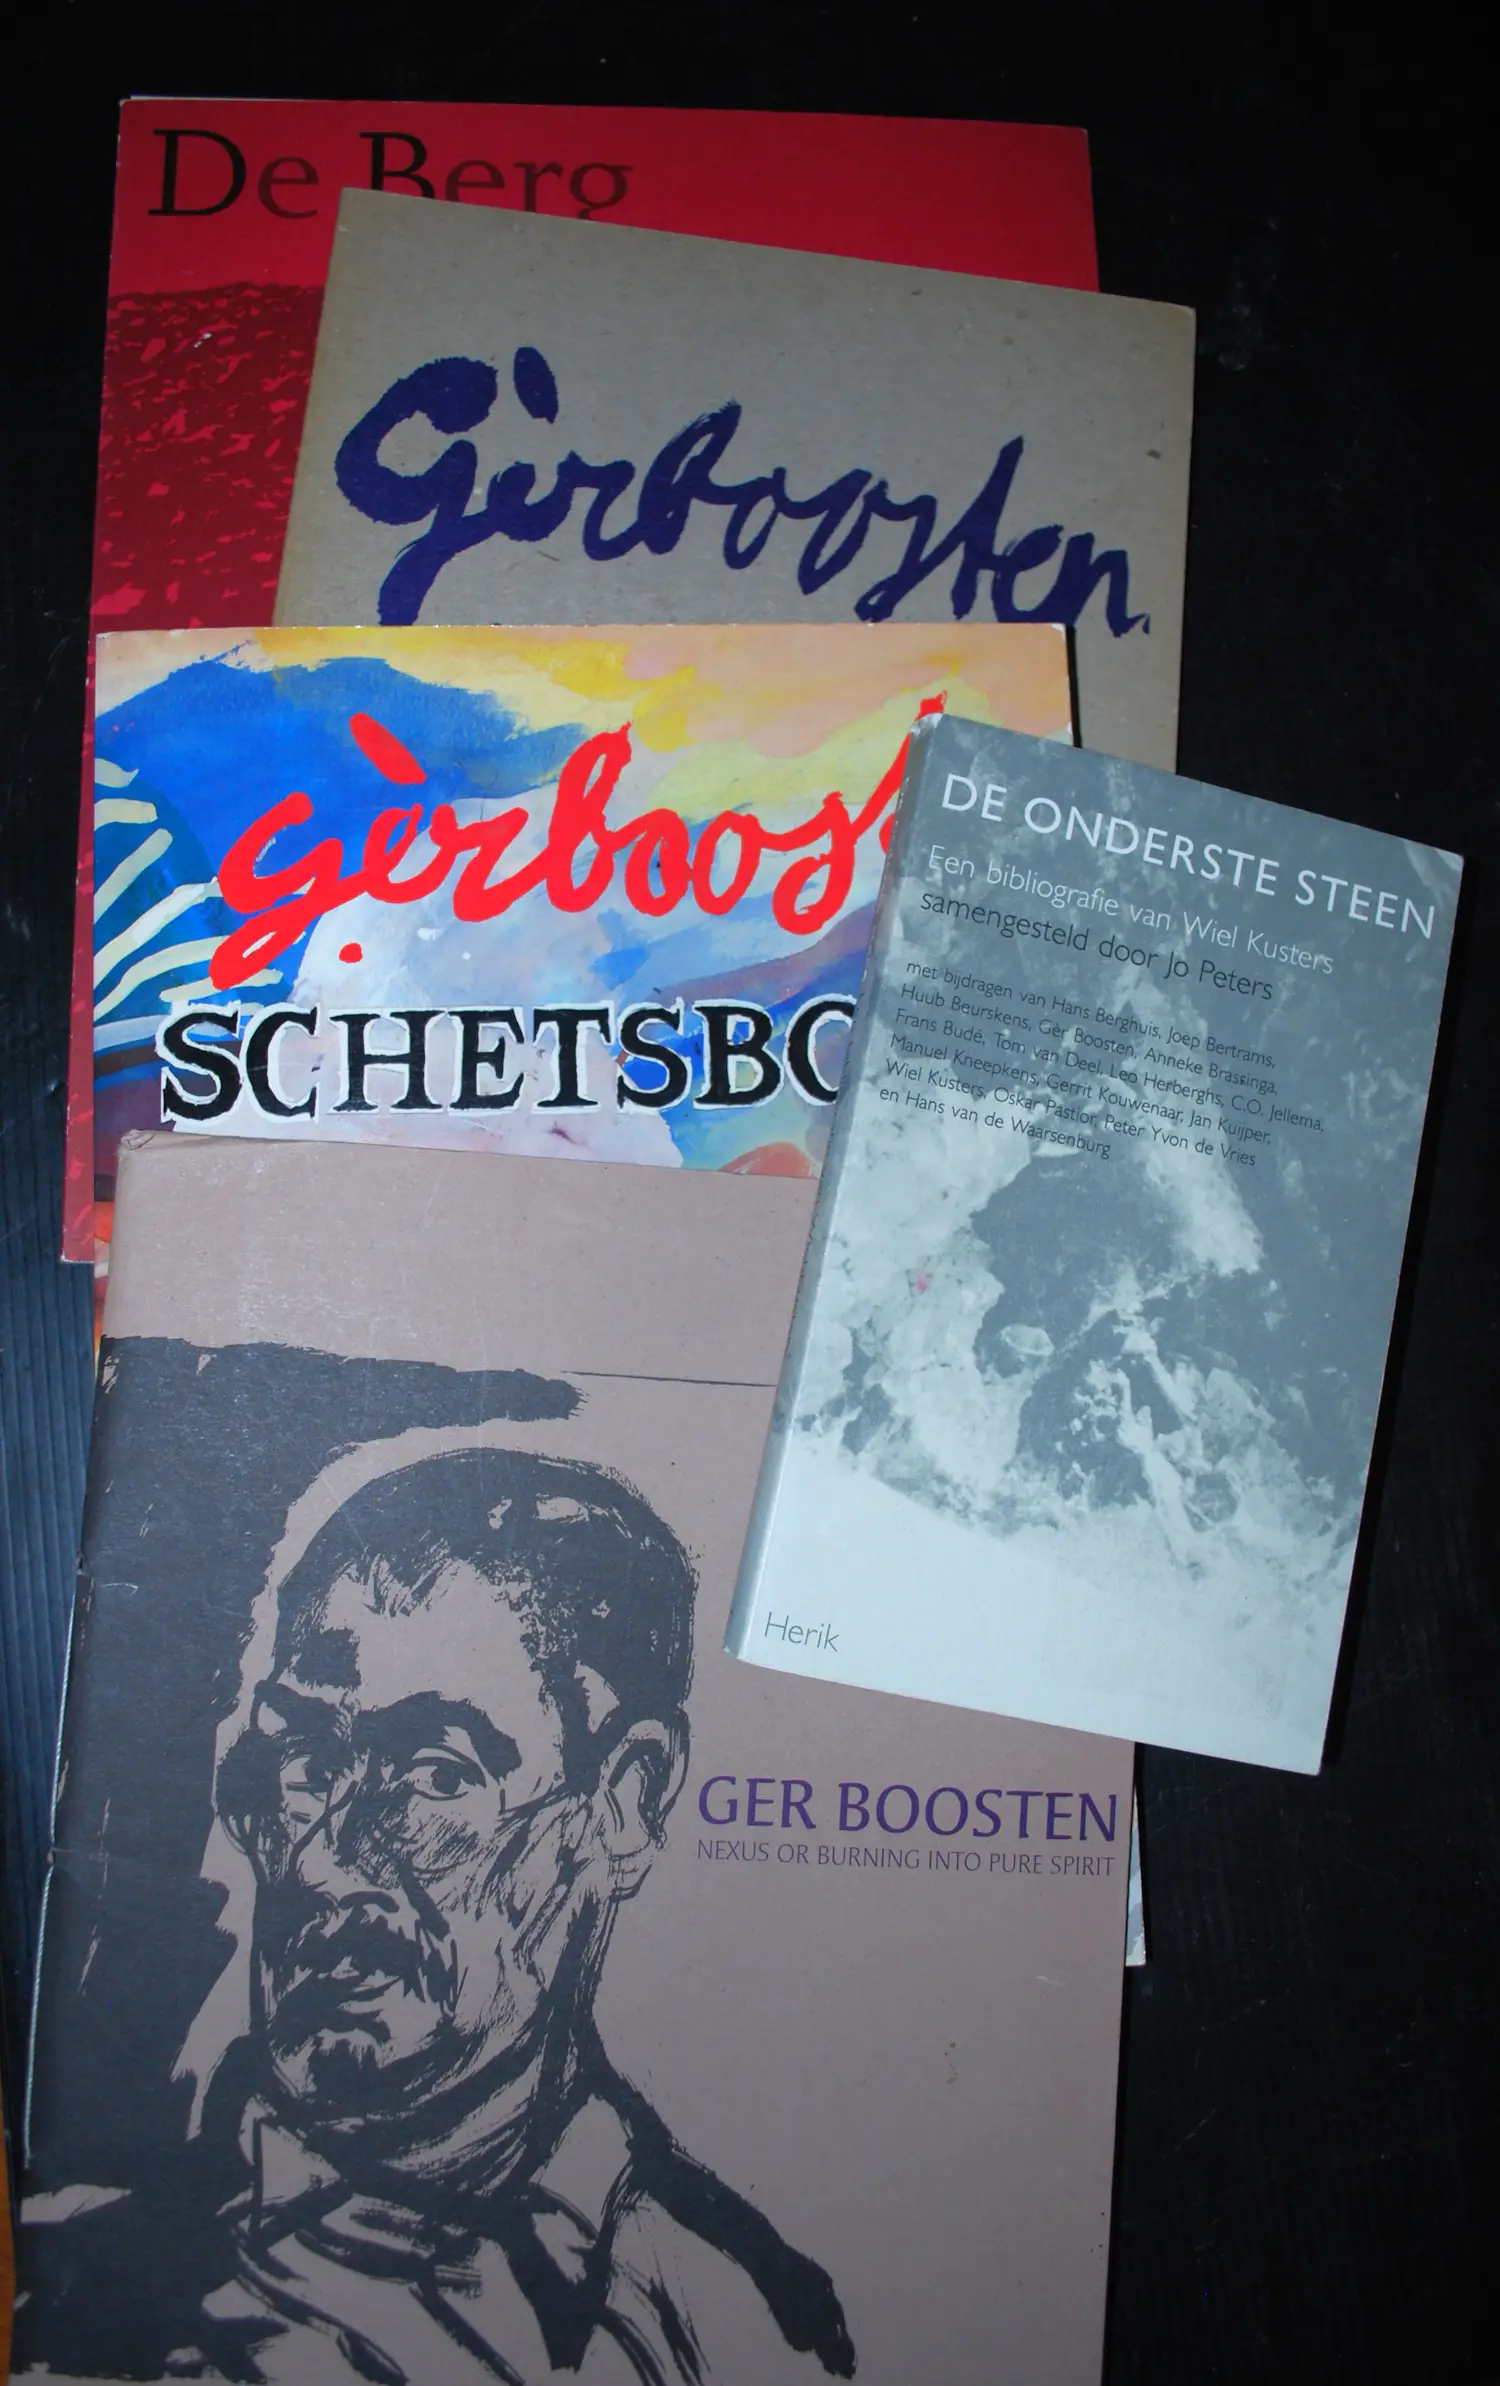 De Berg
Gèrboosten.
gèrboost
SCHETSBO
DE ONDERSTE STEEN
Een bibliografie van Wiel Kusters
samengesteld door Jo Peters
met bijdragen van Hans Berghuis, Joep Bertrams,
Huub Beurskens, Gèr Boosten, Anneke Brassinga,
Frans Budé, Tom van Deel, Leo Herberghs, C.O. Jellema,
Manuel Kneepkens, Gerrit Kouwenaar, Jan Kuijper,
Wiel Kusters, Oskar Pastior, Peter Yvon de Vries
en Hans van de Waarsenburg
Herik
GER BOOSTEN
NEXUS OR BURNING INTO PURE SPIRIT